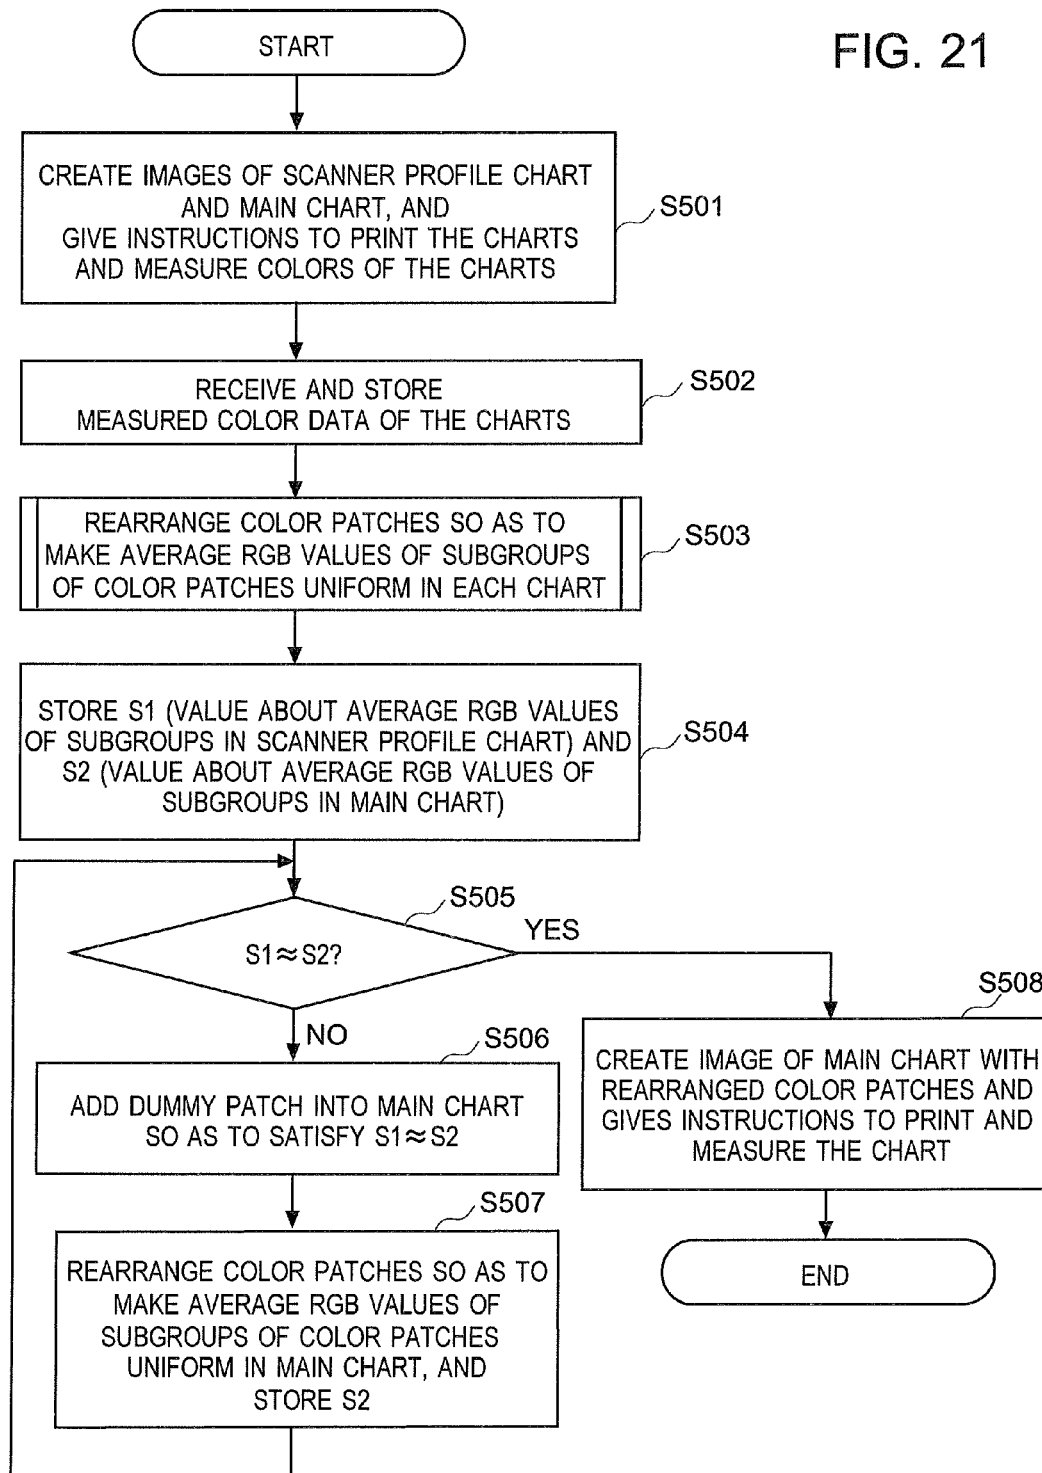 START
FIG. 21
CREATE IMAGES OF SCANNER PROFILE CHART
AND MAIN CHART, AND
GIVE INSTRUCTIONS TO PRINT THE CHARTS
AND MEASURE COLORS OF THE CHARTS
S501
RECEIVE AND STORE
MEASURED COLOR DATA OF THE CHARTS
S502
REARRANGE COLOR PATCHES SO AS TO
MAKE AVERAGE RGB VALUES OF SUBGROUPS
OF COLOR PATCHES UNIFORM IN EACH CHART
S503
STORE S1 (VALUE ABOUT AVERAGE RGB VALUES
OF SUBGROUPS IN SCANNER PROFILE CHART) AND
S2 (VALUE ABOUT AVERAGE RGB VALUES OF
SUBGROUPS IN MAIN CHART)
S504
S505
S1≈S2?
YES
NO
S506
ADD DUMMY PATCH INTO MAIN CHART
SO AS TO SATISFY S1≈S2
S507
REARRANGE COLOR PATCHES SO AS TO
MAKE AVERAGE RGB VALUES OF
SUBGROUPS OF COLOR PATCHES
UNIFORM IN MAIN CHART, AND
STORE S2
S508
CREATE IMAGE OF MAIN CHART WITH
REARRANGED COLOR PATCHES AND
GIVES INSTRUCTIONS TO PRINT AND
MEASURE THE CHART
END